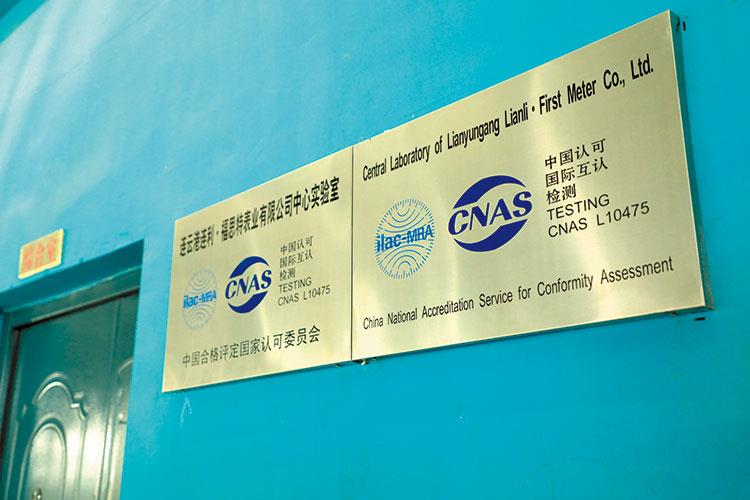 连云港连利·福思特表业有限公司中心实验室
ilac-MRA
CNAS
中国认可
国际互认
检测
TESTING
CNAS L10475
中国合格评定国家认可委员会
Central Laboratory of Lianyungang Lianli·First Meter Co., Ltd.
ilac-MRA
CNAS
中国认可
国际互认
检测
TESTING
CNAS L10475
China National Accreditation Service for Conformity Assessment